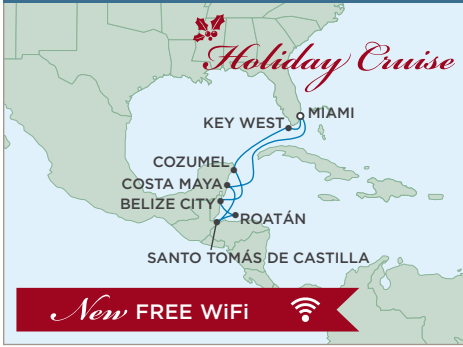 Holiday Cruise
MIAMI
KEY WEST
COZUMEL
COSTA MAYA
BELIZE CITY
ROATÁN
SANTO TOMÁS DE CASTILLA
New FREE WiFi